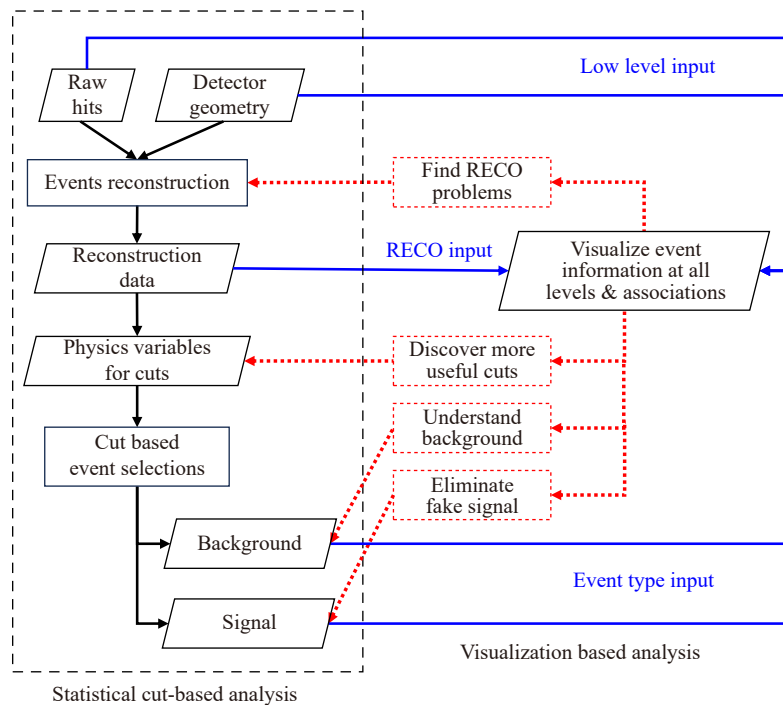 Low level input
Raw
hits
Detector
geometry
Events reconstruction
Find RECO
problems
Reconstruction
data
RECO input
Visualize event
information at all
levels & associations
Physics variables
for cuts
Discover more
useful cuts
Understand
background
Cut based
event selections
Eliminate
fake signal
Background
Event type input
Signal
Visualization based analysis
Statistical cut-based analysis